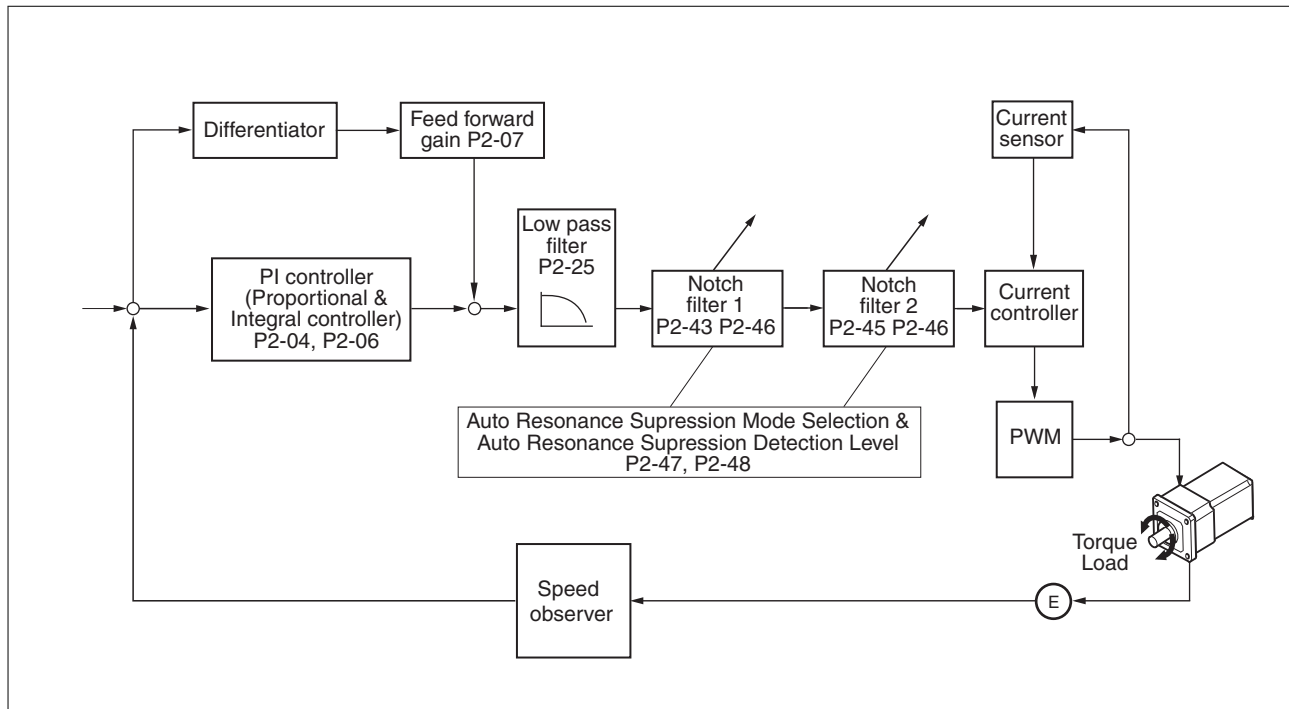 Differentiator
Feed forward
gain P2-07
Current
sensor
Low pass
filter
P2-25
PI controller
(Proportional &
Integral controller)
P2-04, P2-06
Notch
filter 1
P2-43 P2-46
Notch
filter 2
P2-45 P2-46
Current
controller
Auto Resonance Supression Mode Selection &
Auto Resonance Supression Detection Level
P2-47, P2-48
PWM
Torque
Load
Speed
observer
E